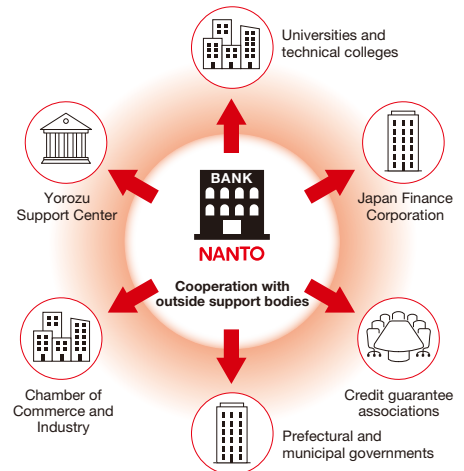 Universities and
technical colleges
Yorozu
Support Center
BANK
NANTO
Japan Finance
Corporation
Cooperation with
outside support bodies
Chamber of
Commerce and
Industry
Credit guarantee
associations
Prefectural and
municipal governments